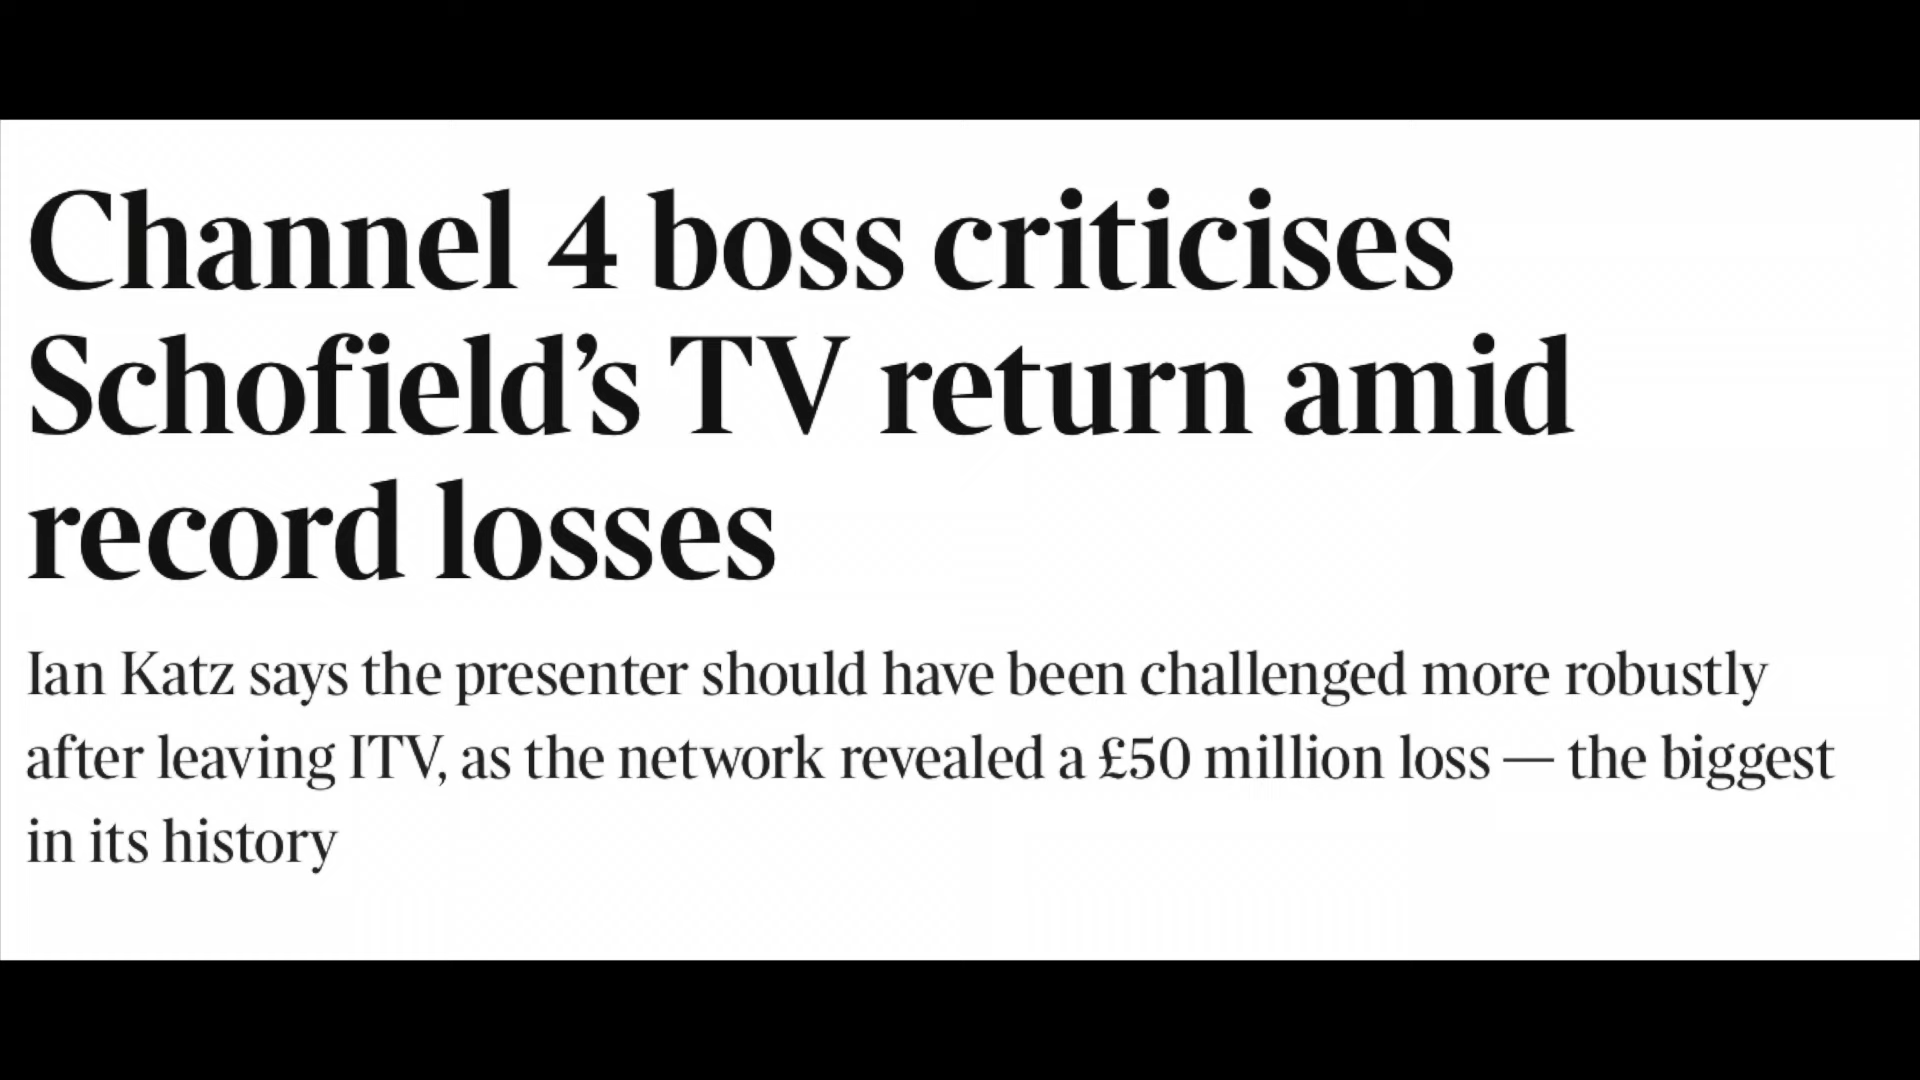 Channel 4 boss criticises
Schofield’s TV return amid
record losses
Ian Katz says the presenter should have been challenged more robustly
after leaving ITV, as the network revealed a £50 million loss — the biggest
in its history